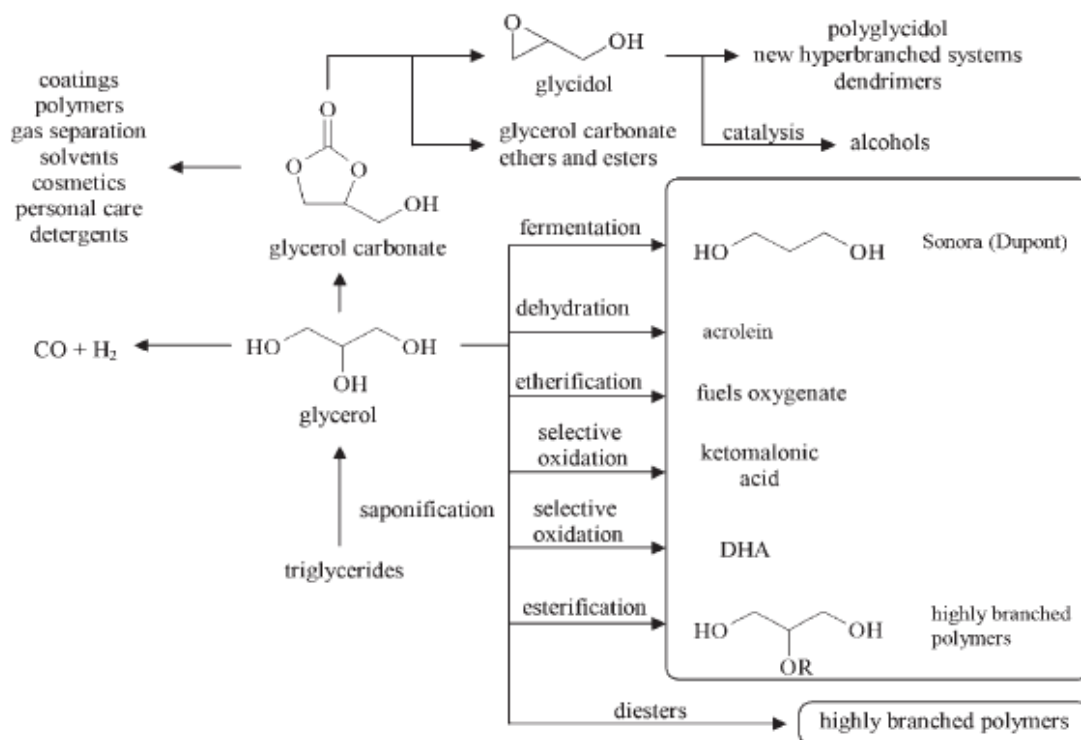 O
OH
glycidol
polyglycidol
new hyperbranched systems
dendrimers
coatings
polymers
gas separation
solvents
cosmetics
personal care
detergents
O
O
O
OH
glycerol carbonate
glycerol carbonate
ethers and esters
catalysis
alcohols
fermentation
HO
OH
Sonora (Dupont)
dehydration
acrolein
CO + H₂
HO
OH
OH
glycerol
etherification
fuels oxygenate
selective
oxidation
ketomalonic
acid
saponification
selective
oxidation
DHA
triglycerides
esterification
HO
OH
OR
highly branched
polymers
diesters
highly branched polymers